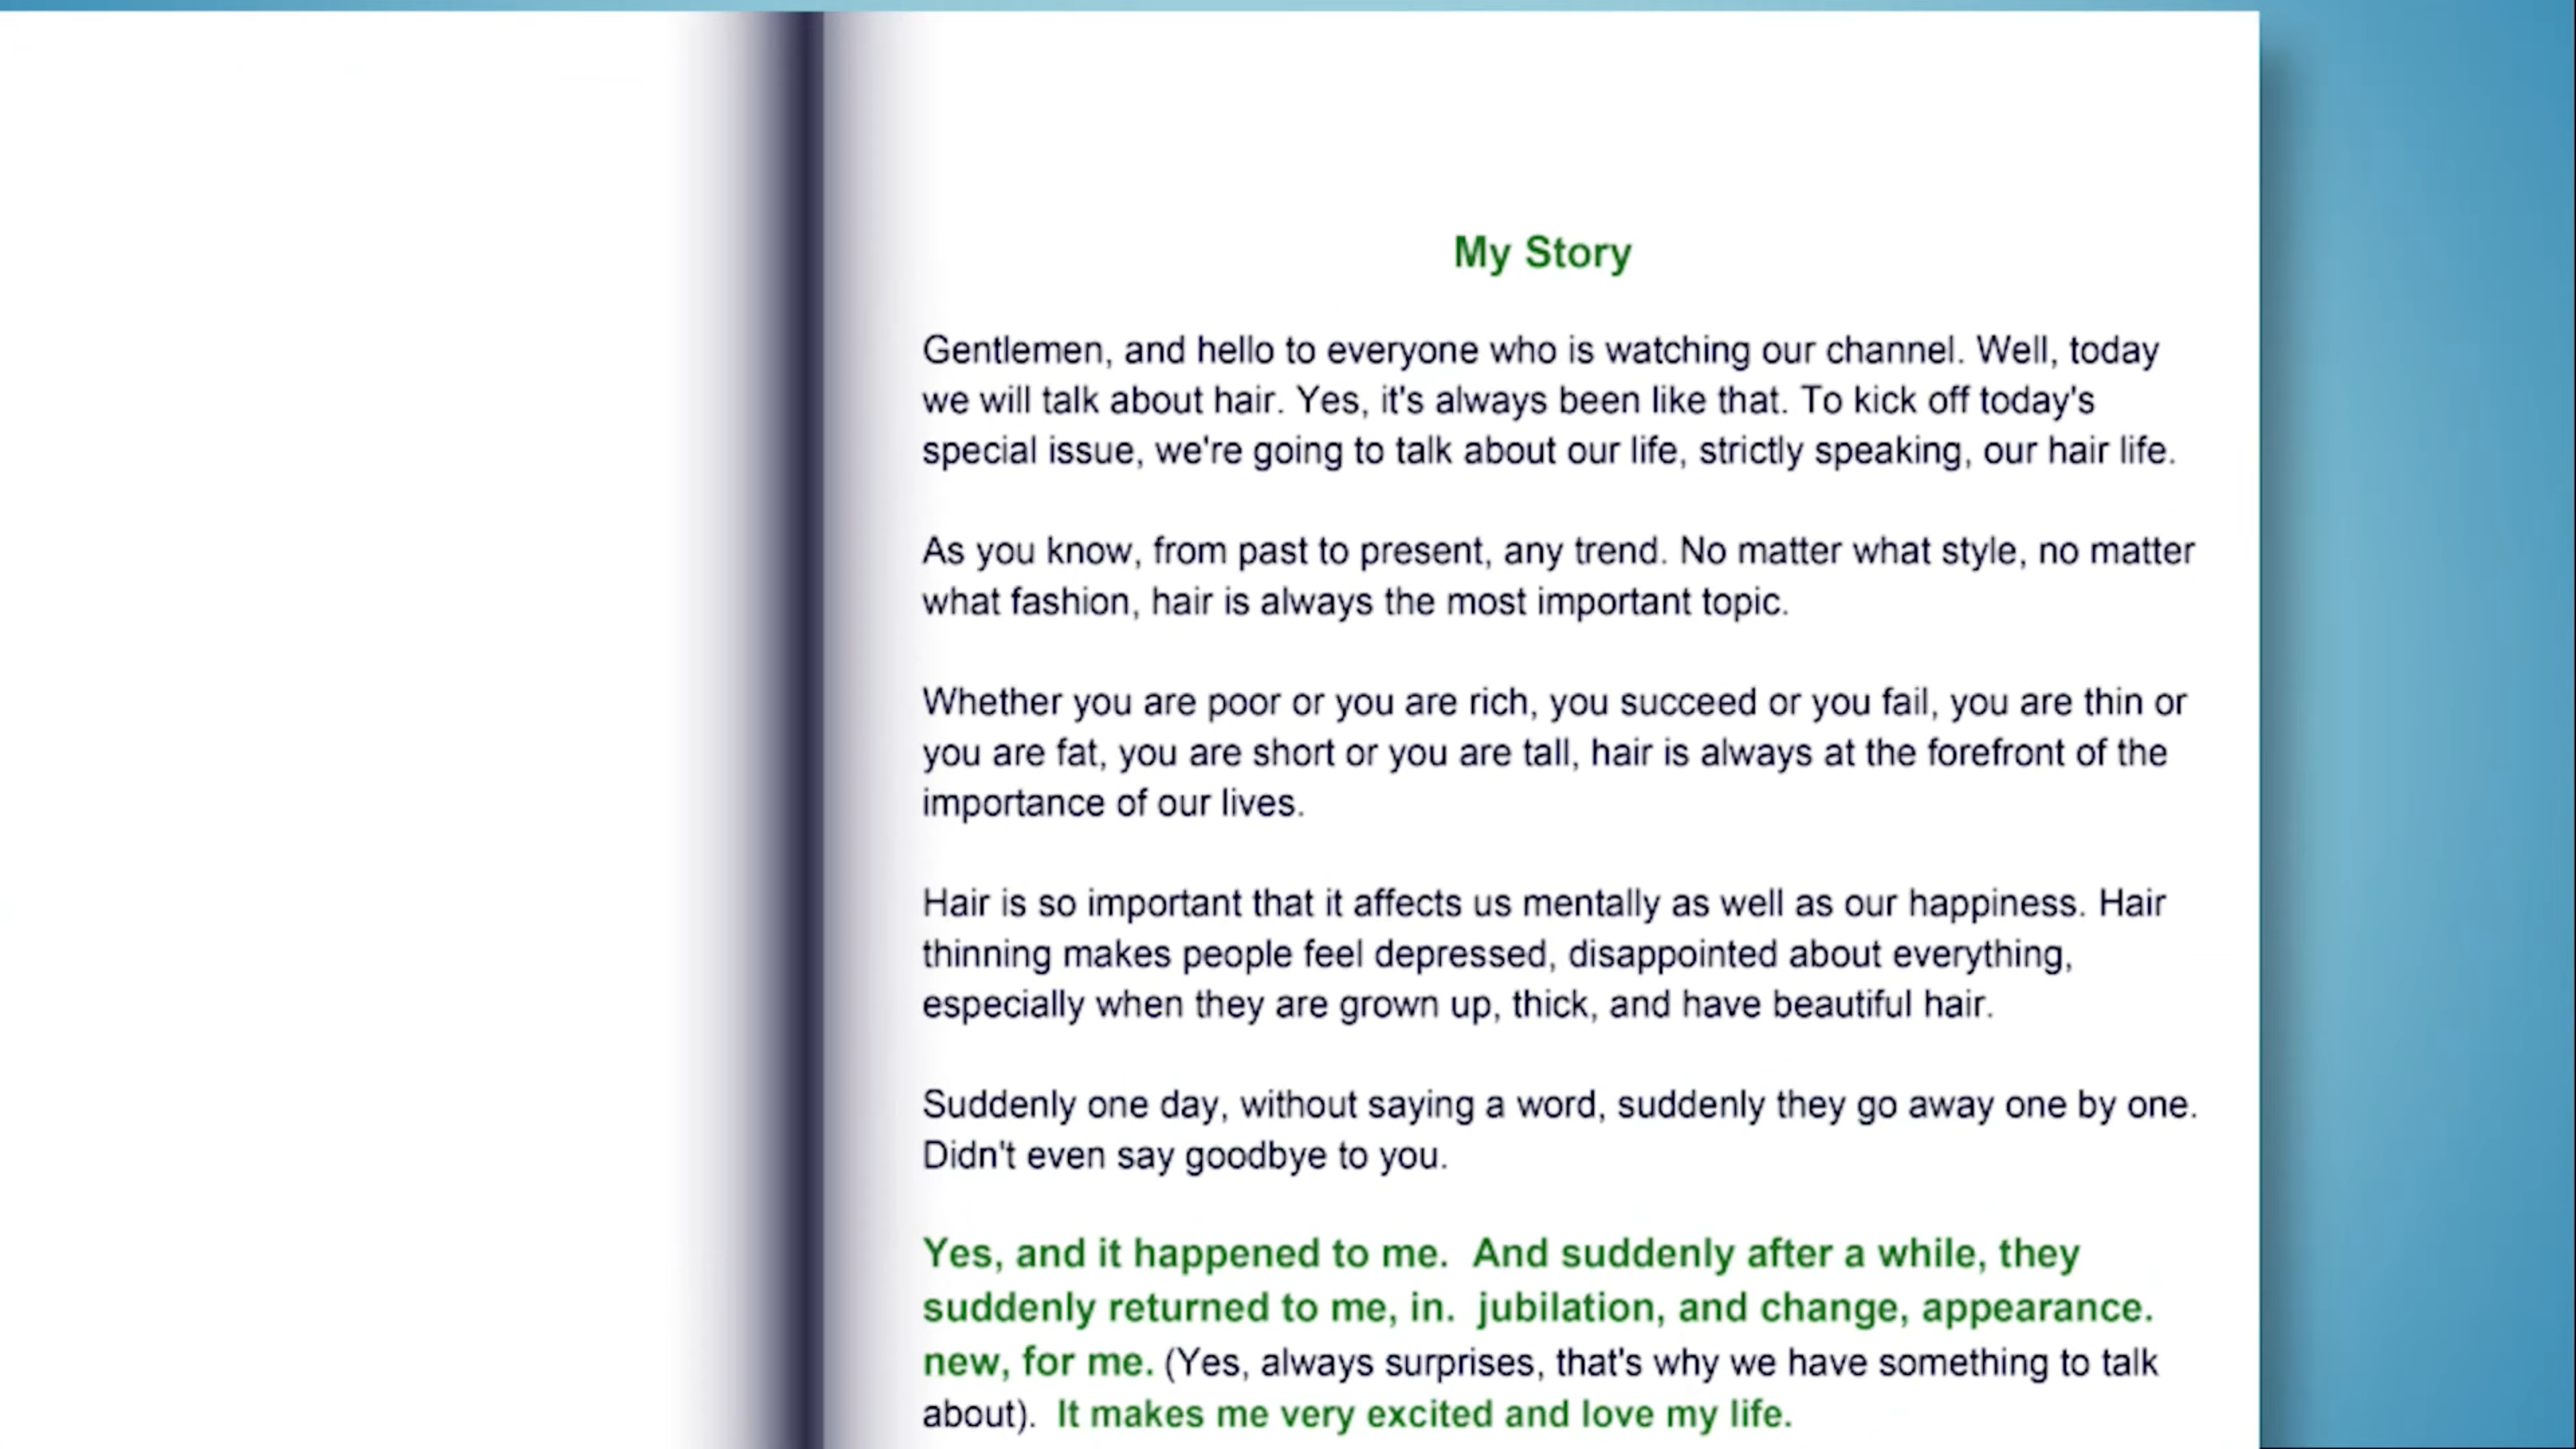 My Story
Gentlemen, and hello to everyone who is watching our channel. Well, today
we will talk about hair. Yes, it's always been like that. To kick off today's
special issue, we're going to talk about our life, strictly speaking, our hair life.
As you know, from past to present, any trend. No matter what style, no matter
what fashion, hair is always the most important topic.
Whether you are poor or you are rich, you succeed or you fail, you are thin or
you are fat, you are short or you are tall, hair is always at the forefront of the
importance of our lives.
Hair is so important that it affects us mentally as well as our happiness. Hair
thinning makes people feel depressed, disappointed about everything,
especially when they are grown up, thick, and have beautiful hair.
Suddenly one day, without saying a word, suddenly they go away one by one.
Didn't even say goodbye to you.
Yes, and it happened to me. And suddenly after a while, they
suddenly returned to me, in. jubilation, and change, appearance.
new, for me. (Yes, always surprises, that's why we have something to talk
about). It makes me very excited and love my life.